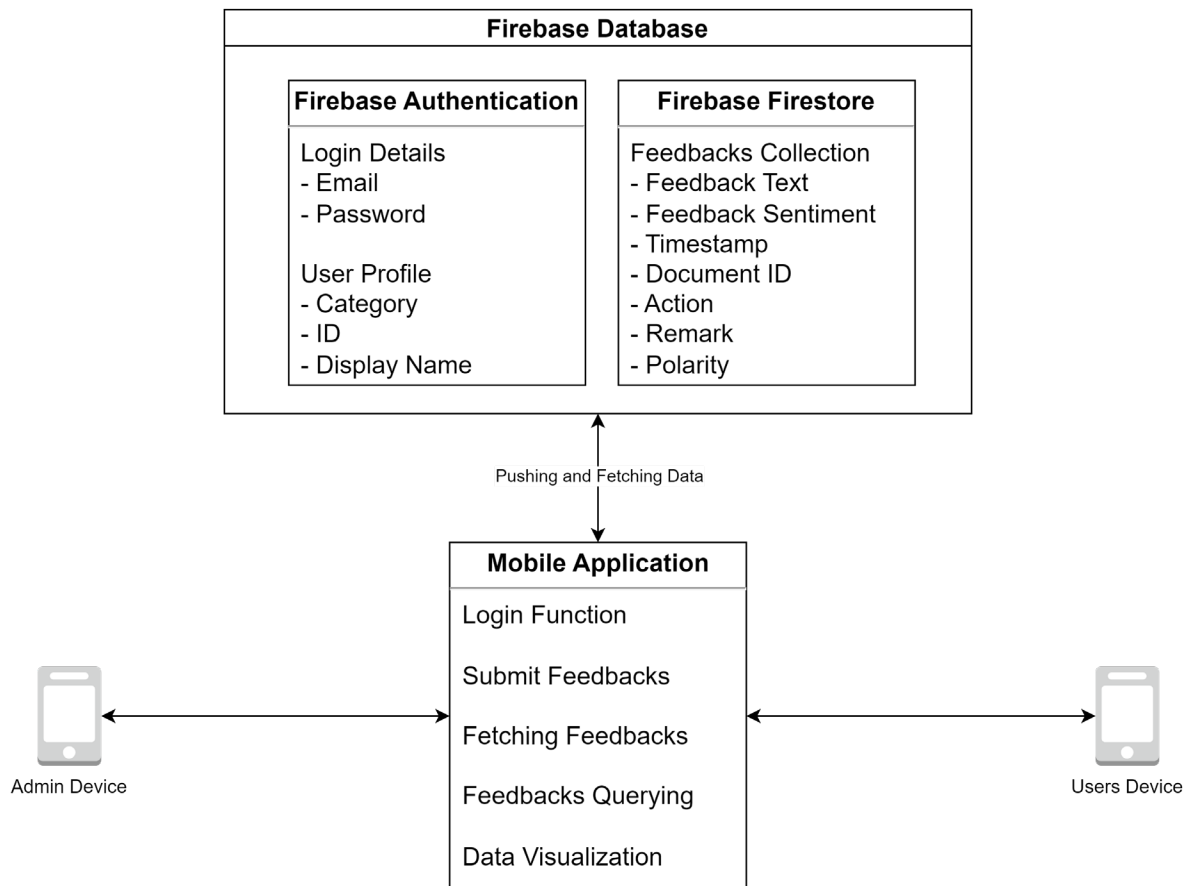 Firebase Database
Firebase Authentication
Login Details
- Email
- Password
User Profile
- Category
- ID
- Display Name
Firebase Firestore
Feedbacks Collection
- Feedback Text
- Feedback Sentiment
- Timestamp
- Document ID
- Action
- Remark
- Polarity
Pushing and Fetching Data
Mobile Application
Login Function
Submit Feedbacks
Fetching Feedbacks
Feedbacks Querying
Data Visualization
Admin Device
Users Device